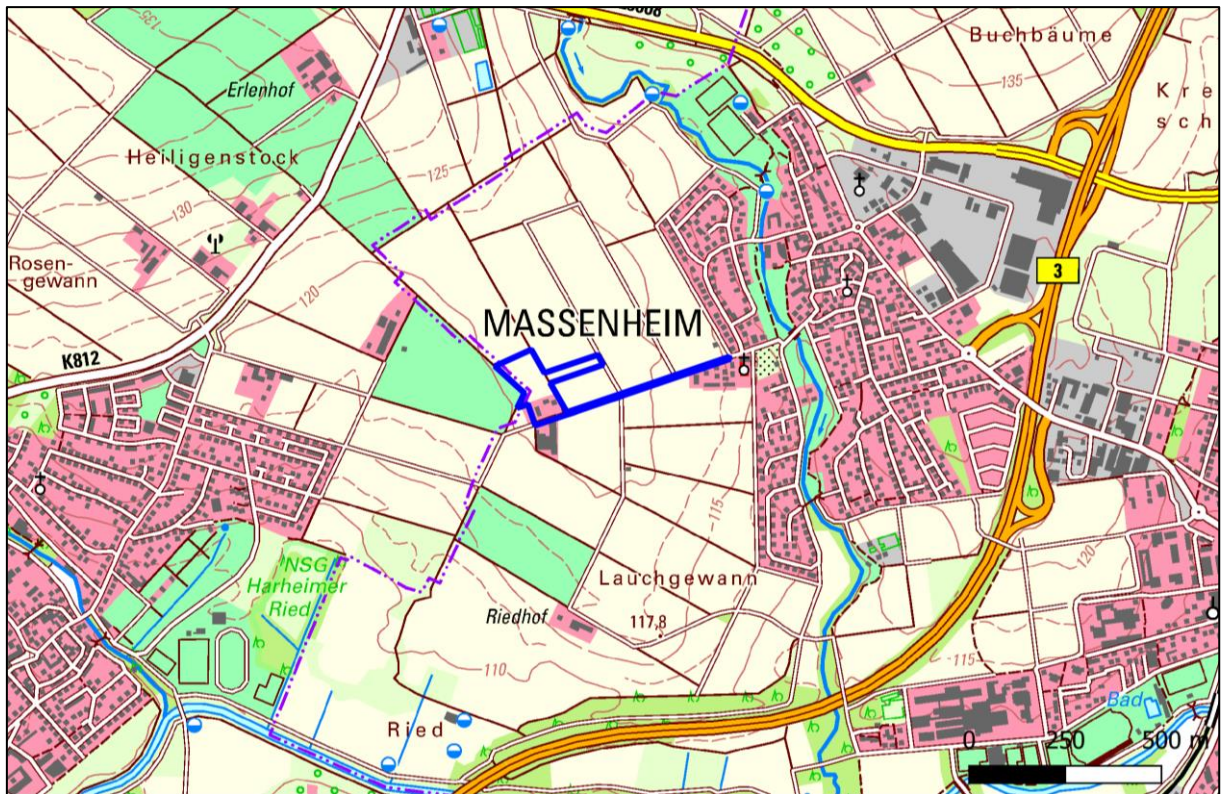 135
Buchbäume
135
Erlenhof
Kre
sch
Heiligenstock
125
130
Rosen-
gewann
120
3
MASSENHEIM
K812
115
NSG
Harheimer
Ried
Lauchgewann
120
Riedhof
117,8
110
115
Ried
Bad
0 250 500 m